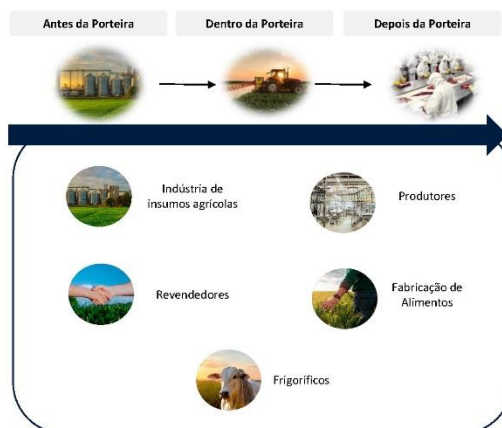 Antes da Porteira
Dentro da Porteira
Depois da Porteira
Indústria de
insumos agrícolas
Produtores
Revendedores
Fabricação de
Alimentos
Frigoríficos